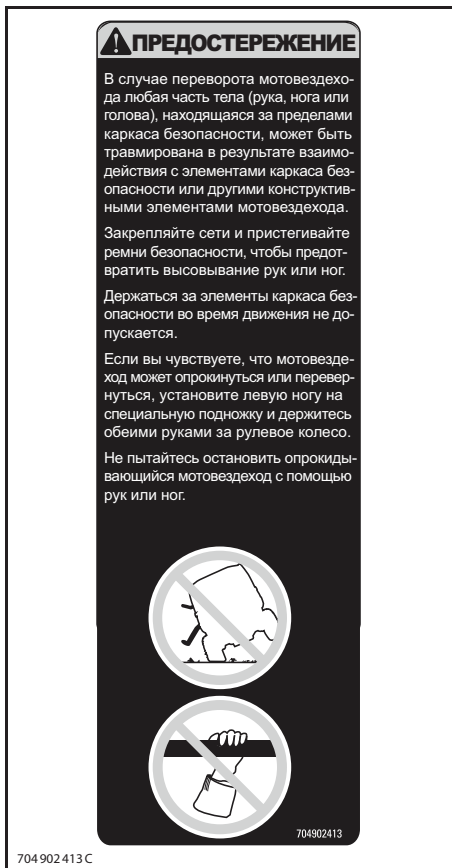 ПРЕДОСТЕРЕЖЕНИЕ
В случае переворота мотовездехо-
да любая часть тела (рука, нога или
голова), находящаяся за пределами
каркаса безопасности, может быть
травмирована в результате взаимо-
действия с элементами каркаса без-
опасности или другими конструктив-
ными элементами мотовездехода.
Закрепляйте сети и пристегивайте
ремни безопасности, чтобы предот-
вратить высовывание рук или ног.
Держаться за элементы каркаса без-
опасности во время движения не до-
пускается.
Если вы чувствуете, что мотовезде-
ход может опрокинуться или перевер-
нуться, установите левую ногу на
специальную подножку и держитесь
обеими руками за рулевое колесо.
Не пытайтесь остановить опрокиды-
вающийся мотовездеход с помощью
рук или ног.
704902413
704 902 413 C